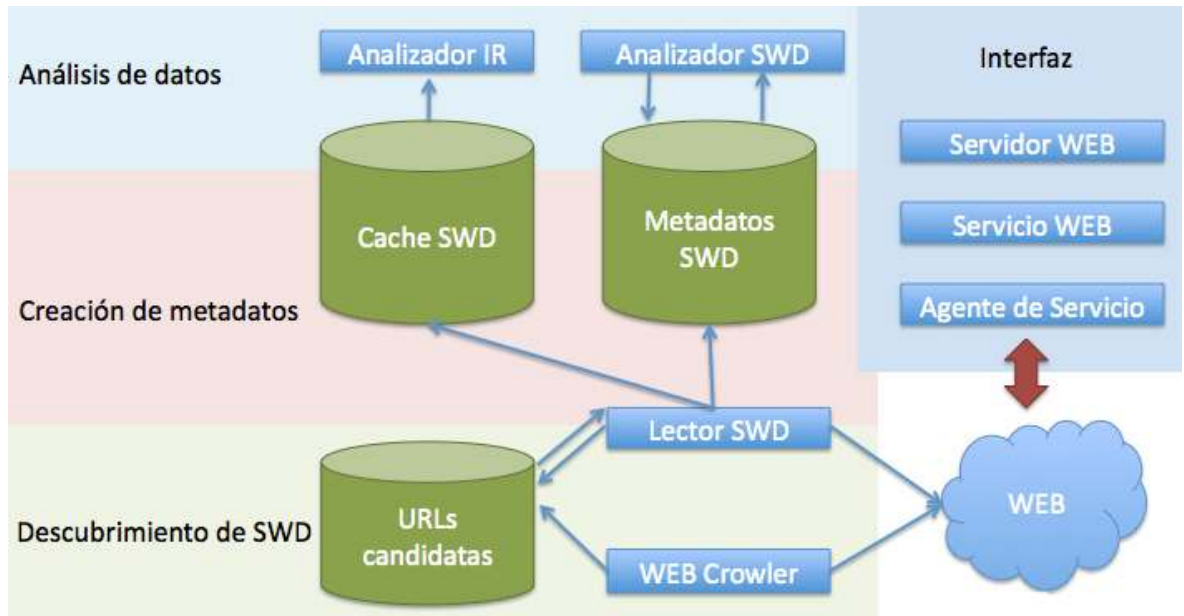 Análisis de datos
Analizador IR
Analizador SWD
Interfaz
Servidor WEB
Servicio WEB
Agente de Servicio
Cache SWD
Metadatos
SWD
Creación de metadatos
Lector SWD
Descubrimiento de SWD
URLs
candidatas
WEB Crowler
WEB